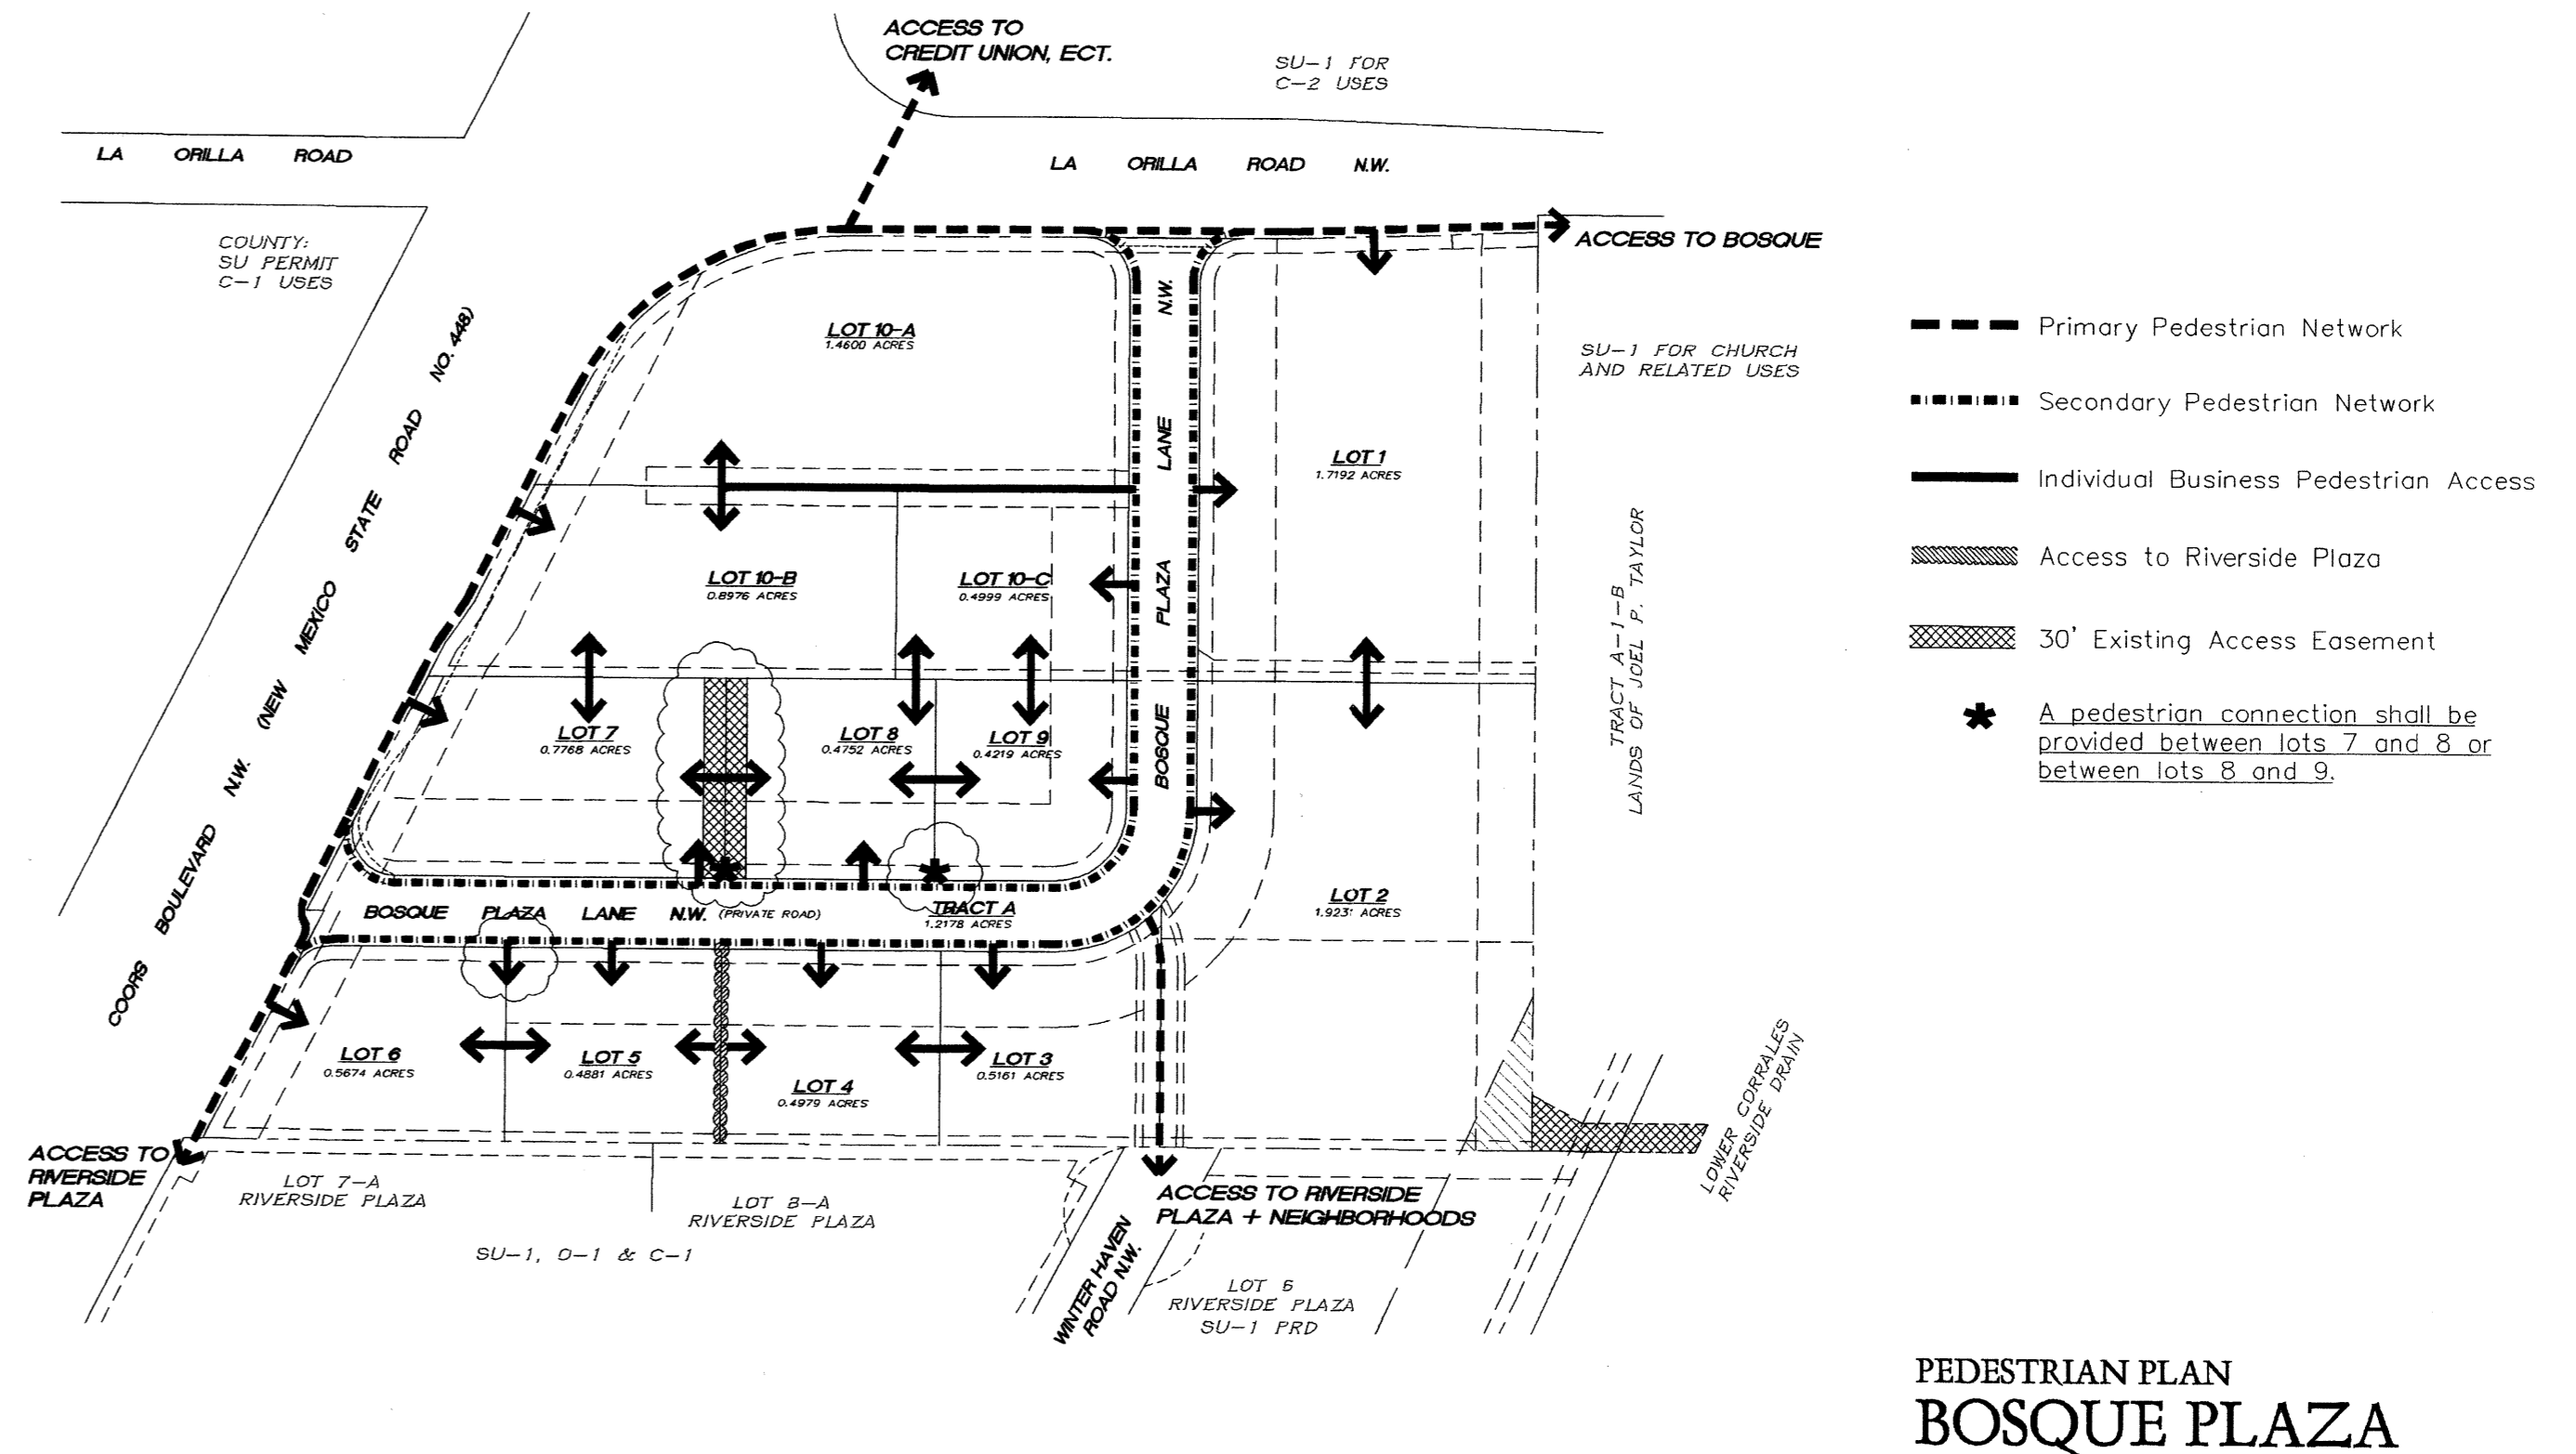 ACCESS TO
CREDIT UNION, ECT.
SU-1 FOR
C-2 USES
LA ORILLA ROAD
LA ORILLA ROAD N.W.
COUNTY:
SU PERMIT
C-1 USES
ACCESS TO BOSQUE
SU-1 FOR CHURCH
AND RELATED USES
COORS BOULEVARD N.W. (NEW MEXICO STATE ROAD NO. 448)
LOT 10-A
1.4600 ACRES
BOSQUE PLAZA LANE N.W.
LOT 1
1.7192 ACRES
LOT 10-B
0.8976 ACRES
LOT 10-C
0.4999 ACRES
TRACT A-1-B
LANDS OF JOEL P. TAYLOR
LOT 7
0.7768 ACRES
LOT 8
0.4752 ACRES
LOT 9
0.4219 ACRES
BOSQUE PLAZA LANE N.W. (PRIVATE ROAD)
TRACT A
1.2178 ACRES
LOT 2
LOT 6
0.5674 ACRES
LOT 5
0.4881 ACRES
LOT 4
0.4979 ACRES
LOT 3
0.5161 ACRES
LOWER CORRALES
RIVERSIDE DRAIN
ACCESS TO
RIVERSIDE
PLAZA
LOT 7-A
RIVERSIDE PLAZA
LOT 8-A
RIVERSIDE PLAZA
SU-1, O-1 & C-1
ACCESS TO RIVERSIDE
PLAZA + NEIGHBORHOODS
WINTER HAVEN
ROAD N.W.
LOT 6
RIVERSIDE PLAZA
SU-1 PRD
Primary Pedestrian Network
Secondary Pedestrian Network
Individual Business Pedestrian Access
Access to Riverside Plaza
30' Existing Access Easement
* A pedestrian connection shall be
provided between lots 7 and 8 or
between lots 8 and 9.
PEDESTRIAN PLAN
BOSQUE PLAZA